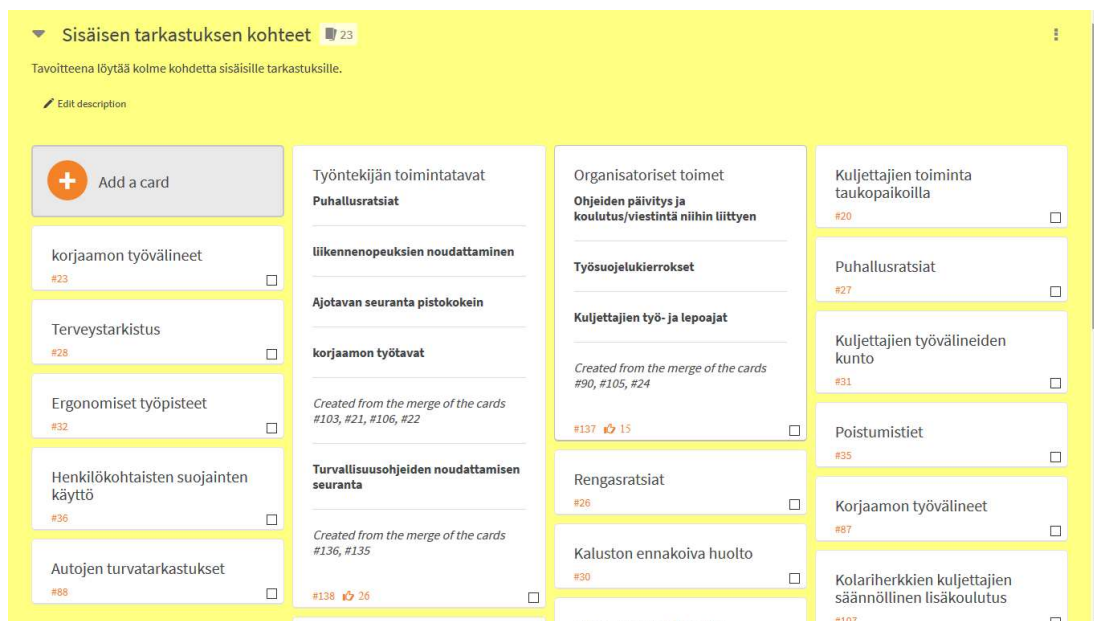 Sisäisen tarkastuksen kohteet 23
Tavoitteena löytää kolme kohdetta sisäisille tarkastuksille.
Edit description
Add a card
korjaamon työvälineet
#23
Terveystarkistus
#28
Ergonomiset työpisteet
#32
Henkilökohtaisten suojainten
käyttö
#36
Autojen turvatarkastukset
#88
Työntekijän toimintatavat
Puhallusratsiat
liikennenopeuksien noudattaminen
Ajotavan seuranta pistokokein
korjaamon työtavat
Created from the merge of the cards
#103, #21, #106, #22
Turvallisuusohjeiden noudattamisen
seuranta
Created from the merge of the cards
#136, #135
#138 26
Organisatoriset toimet
Ohjeiden päivitys ja
koulutus/viestintä niihin liittyen
Työsuojelukierrokset
Kuljettajien työ- ja lepoajat
Created from the merge of the cards
#90, #105, #24
#137 15
Rengasratsiat
#26
Kaluston ennakoiva huolto
#30
Kuljettajien toiminta
taukopaikoilla
#20
Puhallusratsiat
#27
Kuljettajien työvälineiden
kunto
#31
Poistumistiet
#35
Korjaamon työvälineet
#87
Kolariherkkien kuljettajien
säännöllinen lisäkoulutus
#107